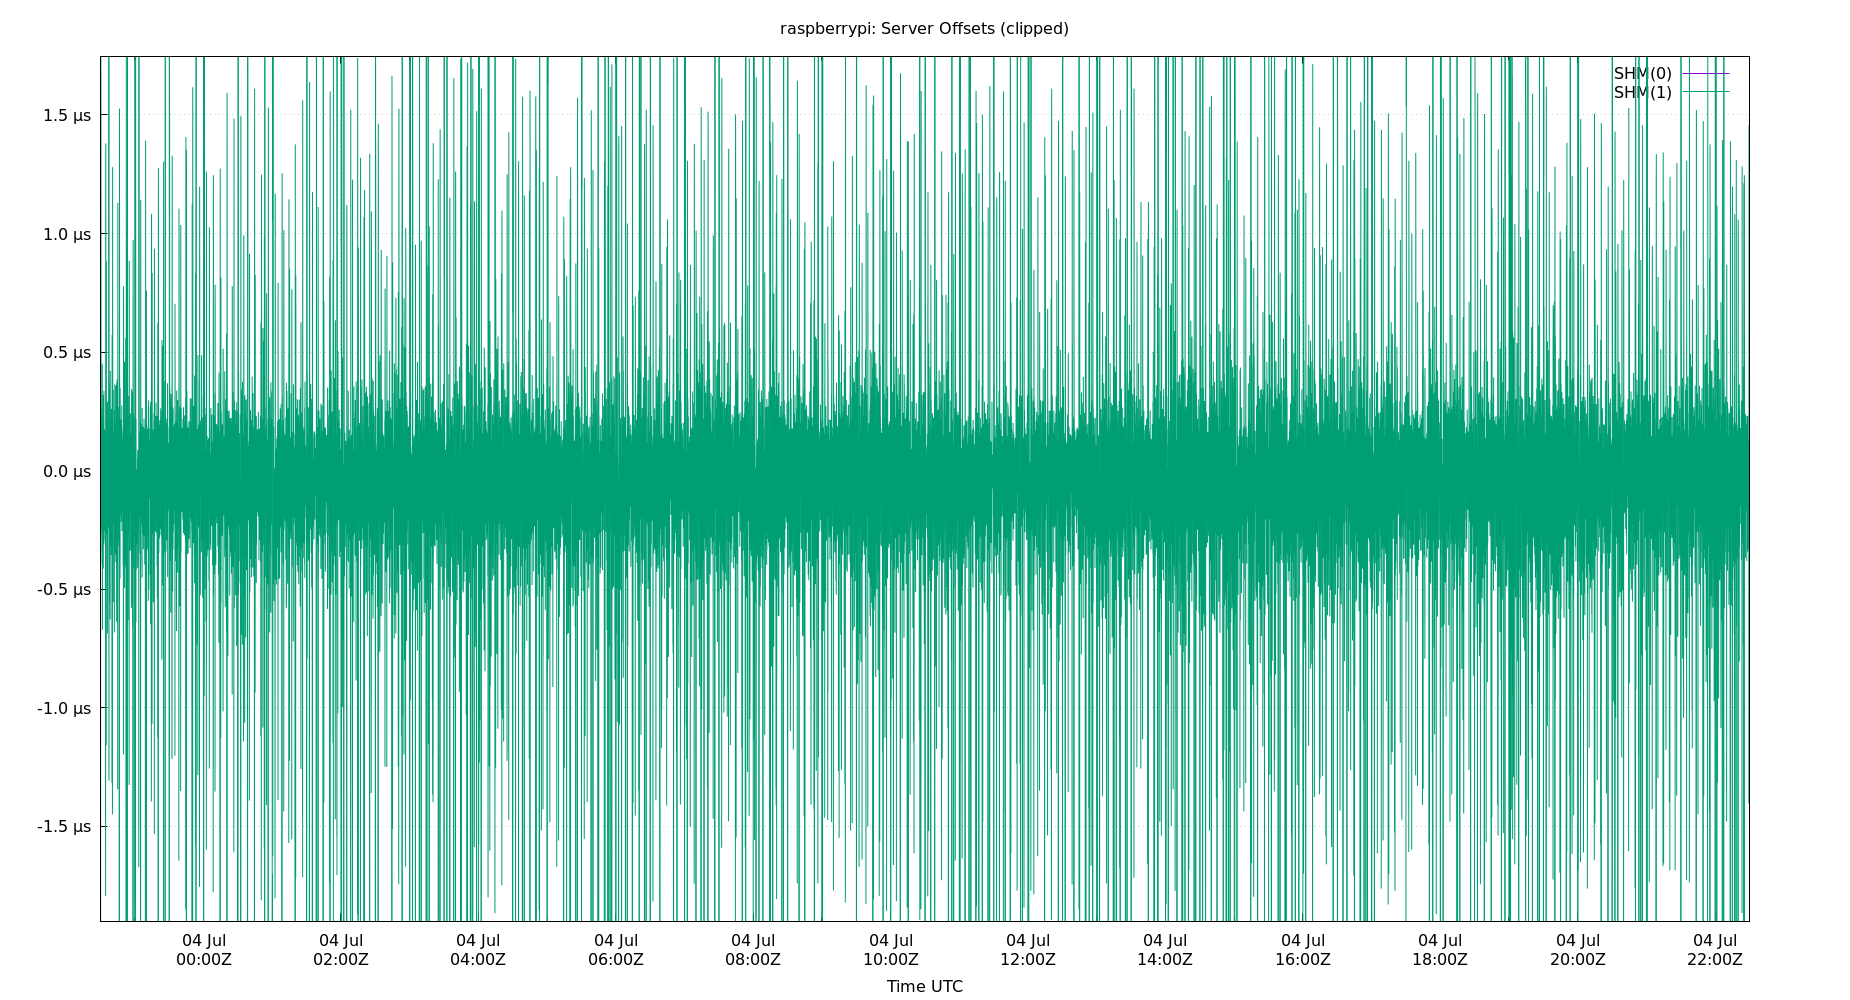 raspberrypi: Server Offsets (clipped)
SHM(0)
SHM(1)
1.5 µs
1.0 µs
0.5 µs
0.0 µs
-0.5 µs
-1.0 µs
-1.5 µs
04 Jul 04 Jul 04 Jul 04 Jul 04 Jul 04 Jul 04 Jul 04 Jul 04 Jul 04 Jul 04 Jul 04 Jul
00:00Z 02:00Z 04:00Z 06:00Z 08:00Z 10:00Z 12:00Z 14:00Z 16:00Z 18:00Z 20:00Z 22:00Z
Time UTC